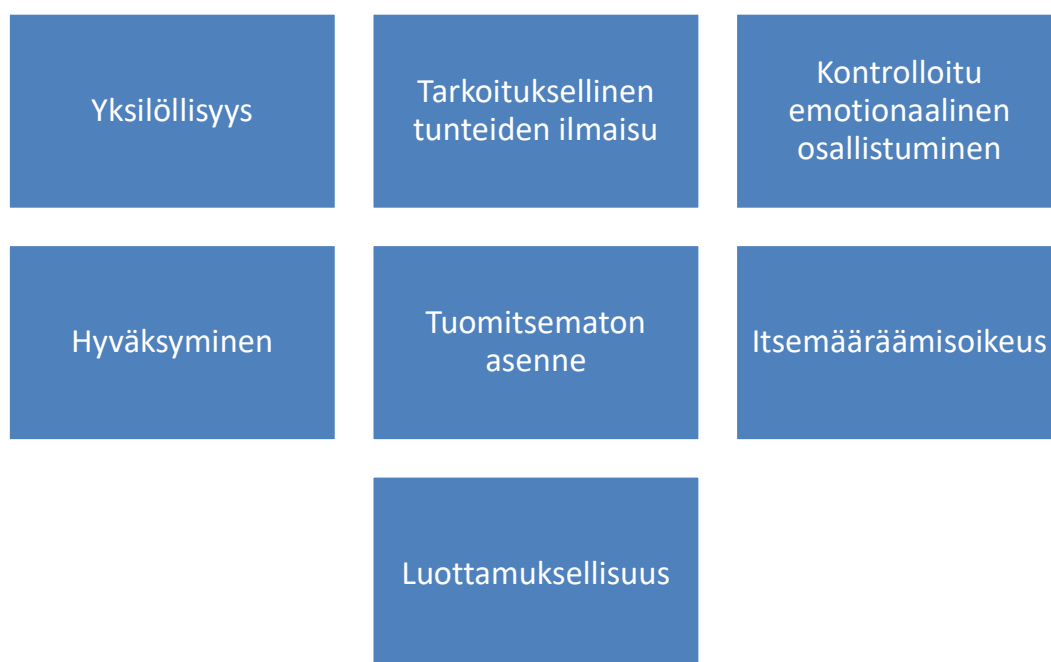 Yksilöllisyys
Tarkoituksellinen
tunteiden ilmaisu
Kontrolloitu
emotionaalinen
osallistuminen
Hyväksyminen
Tuomitsematon
asenne
Itsemääräämisoikeus
Luottamuksellisuus